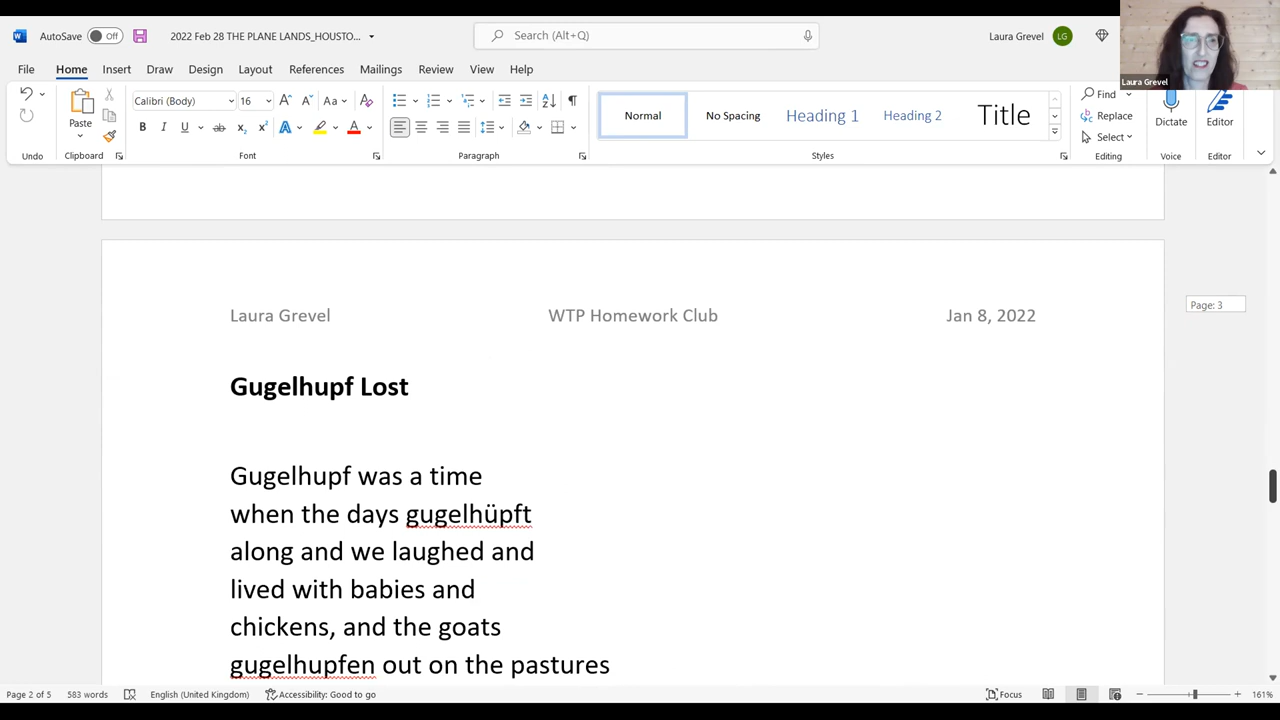 AutoSave Off 2022 Feb 28 THE PLANE LANDS_HOUSTO... Search (Alt+Q) Laura Grevel LG
File Home Insert Draw Design Layout References Mailings Review View Help
Laura Grevel
Paste Calibri (Body) 16 Aa Normal No Spacing Heading 1 Heading 2 Title Find Replace Select Dictate Editor
Undo Clipboard Font Paragraph Styles Editing Voice Editor
Page: 3
Laura Grevel WTP Homework Club Jan 8, 2022
Gugelhupf Lost
Gugelhupf was a time
when the days gugelhüpft
along and we laughed and
lived with babies and
chickens, and the goats
gugelhupfen out on the pastures
Page 2 of 5 583 words English (United Kingdom) Accessibility: Good to go Focus 161%